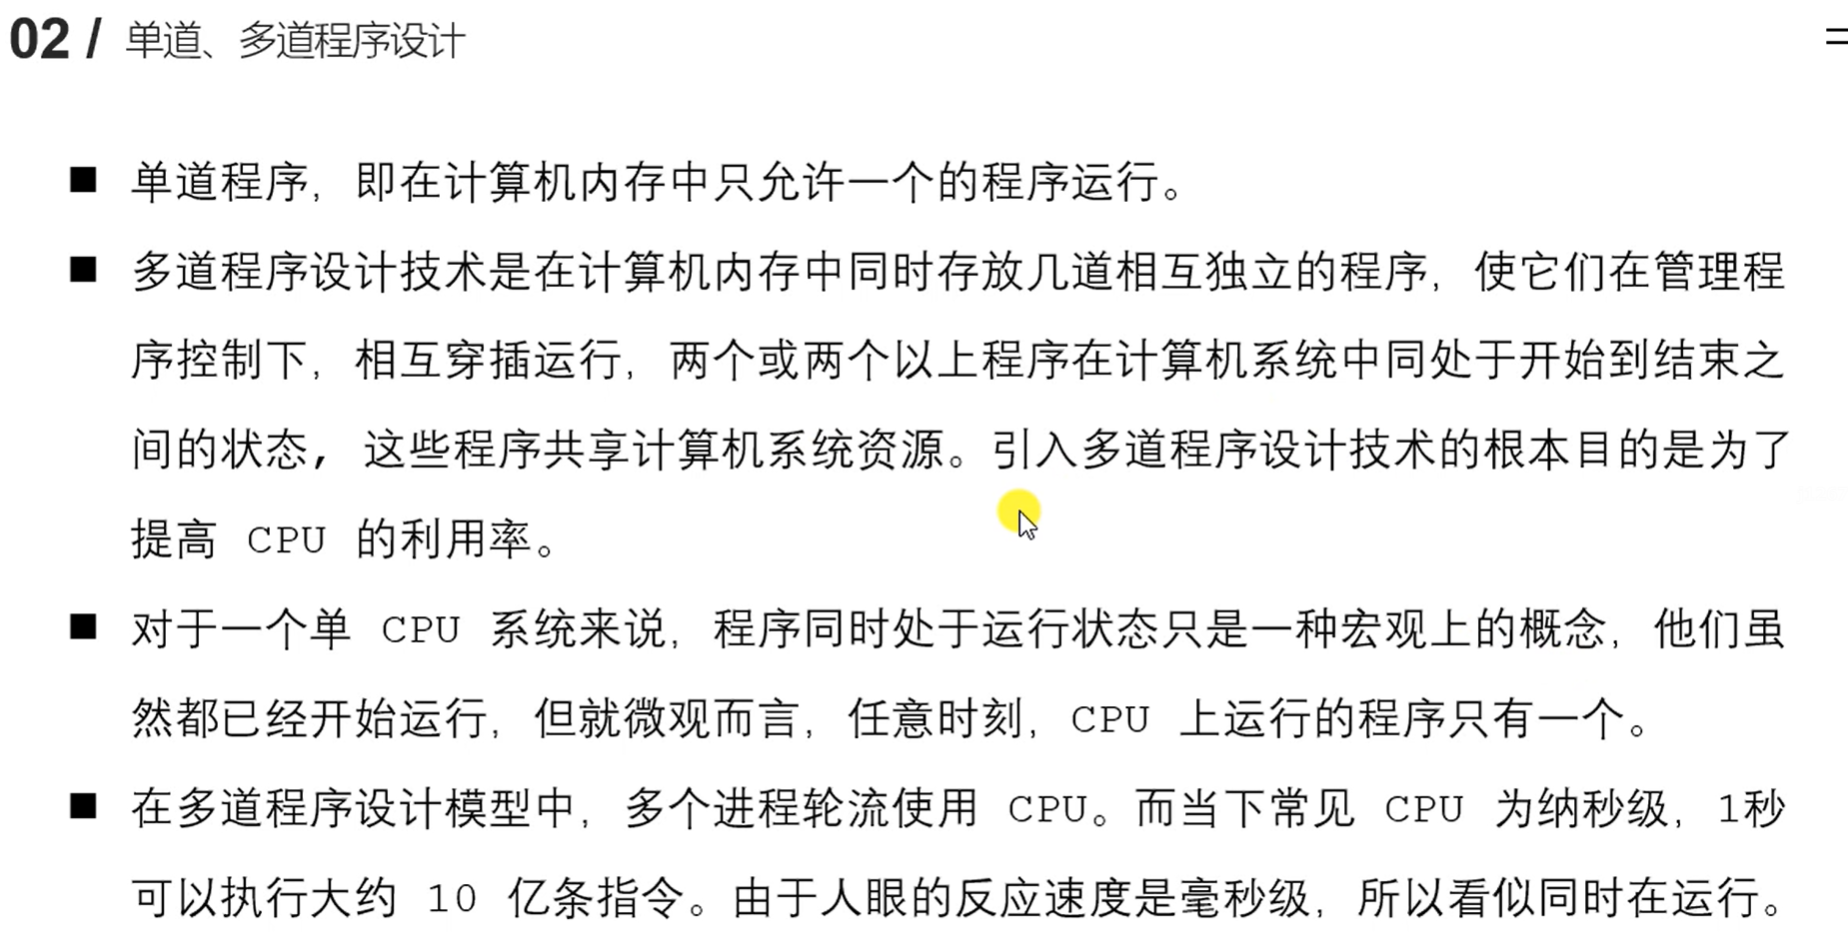 02 / 单道、多道程序设计
■ 单道程序，即在计算机内存中只允许一个的程序运行。
■ 多道程序设计技术是在计算机内存中同时存放几道相互独立的程序，使它们在管理程
序控制下，相互穿插运行，两个或两个以上程序在计算机系统中同处于开始到结束之
间的状态, 这些程序共享计算机系统资源。引入多道程序设计技术的根本目的是为了
提高 CPU 的利用率。
■ 对于一个单 CPU 系统来说，程序同时处于运行状态只是一种宏观上的概念，他们虽
然都已经开始运行，但就微观而言，任意时刻，CPU 上运行的程序只有一个。
■ 在多道程序设计模型中，多个进程轮流使用 CPU。而当下常见 CPU 为纳秒级，1秒
可以执行大约 10 亿条指令。由于人眼的反应速度是毫秒级，所以看似同时在运行。